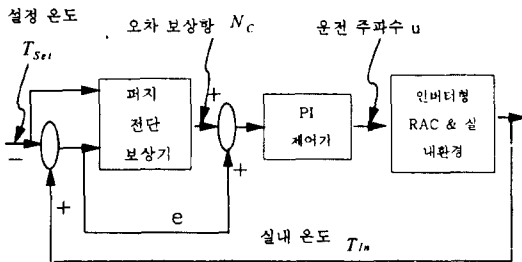 설정 온도
T_Set
오차 보상항 N_C
운전 주파수 u
퍼지
전단
보상기
PI
제어기
인버터형
RAC & 실
내환경
+
+
−
+
e
실내 온도 T_In